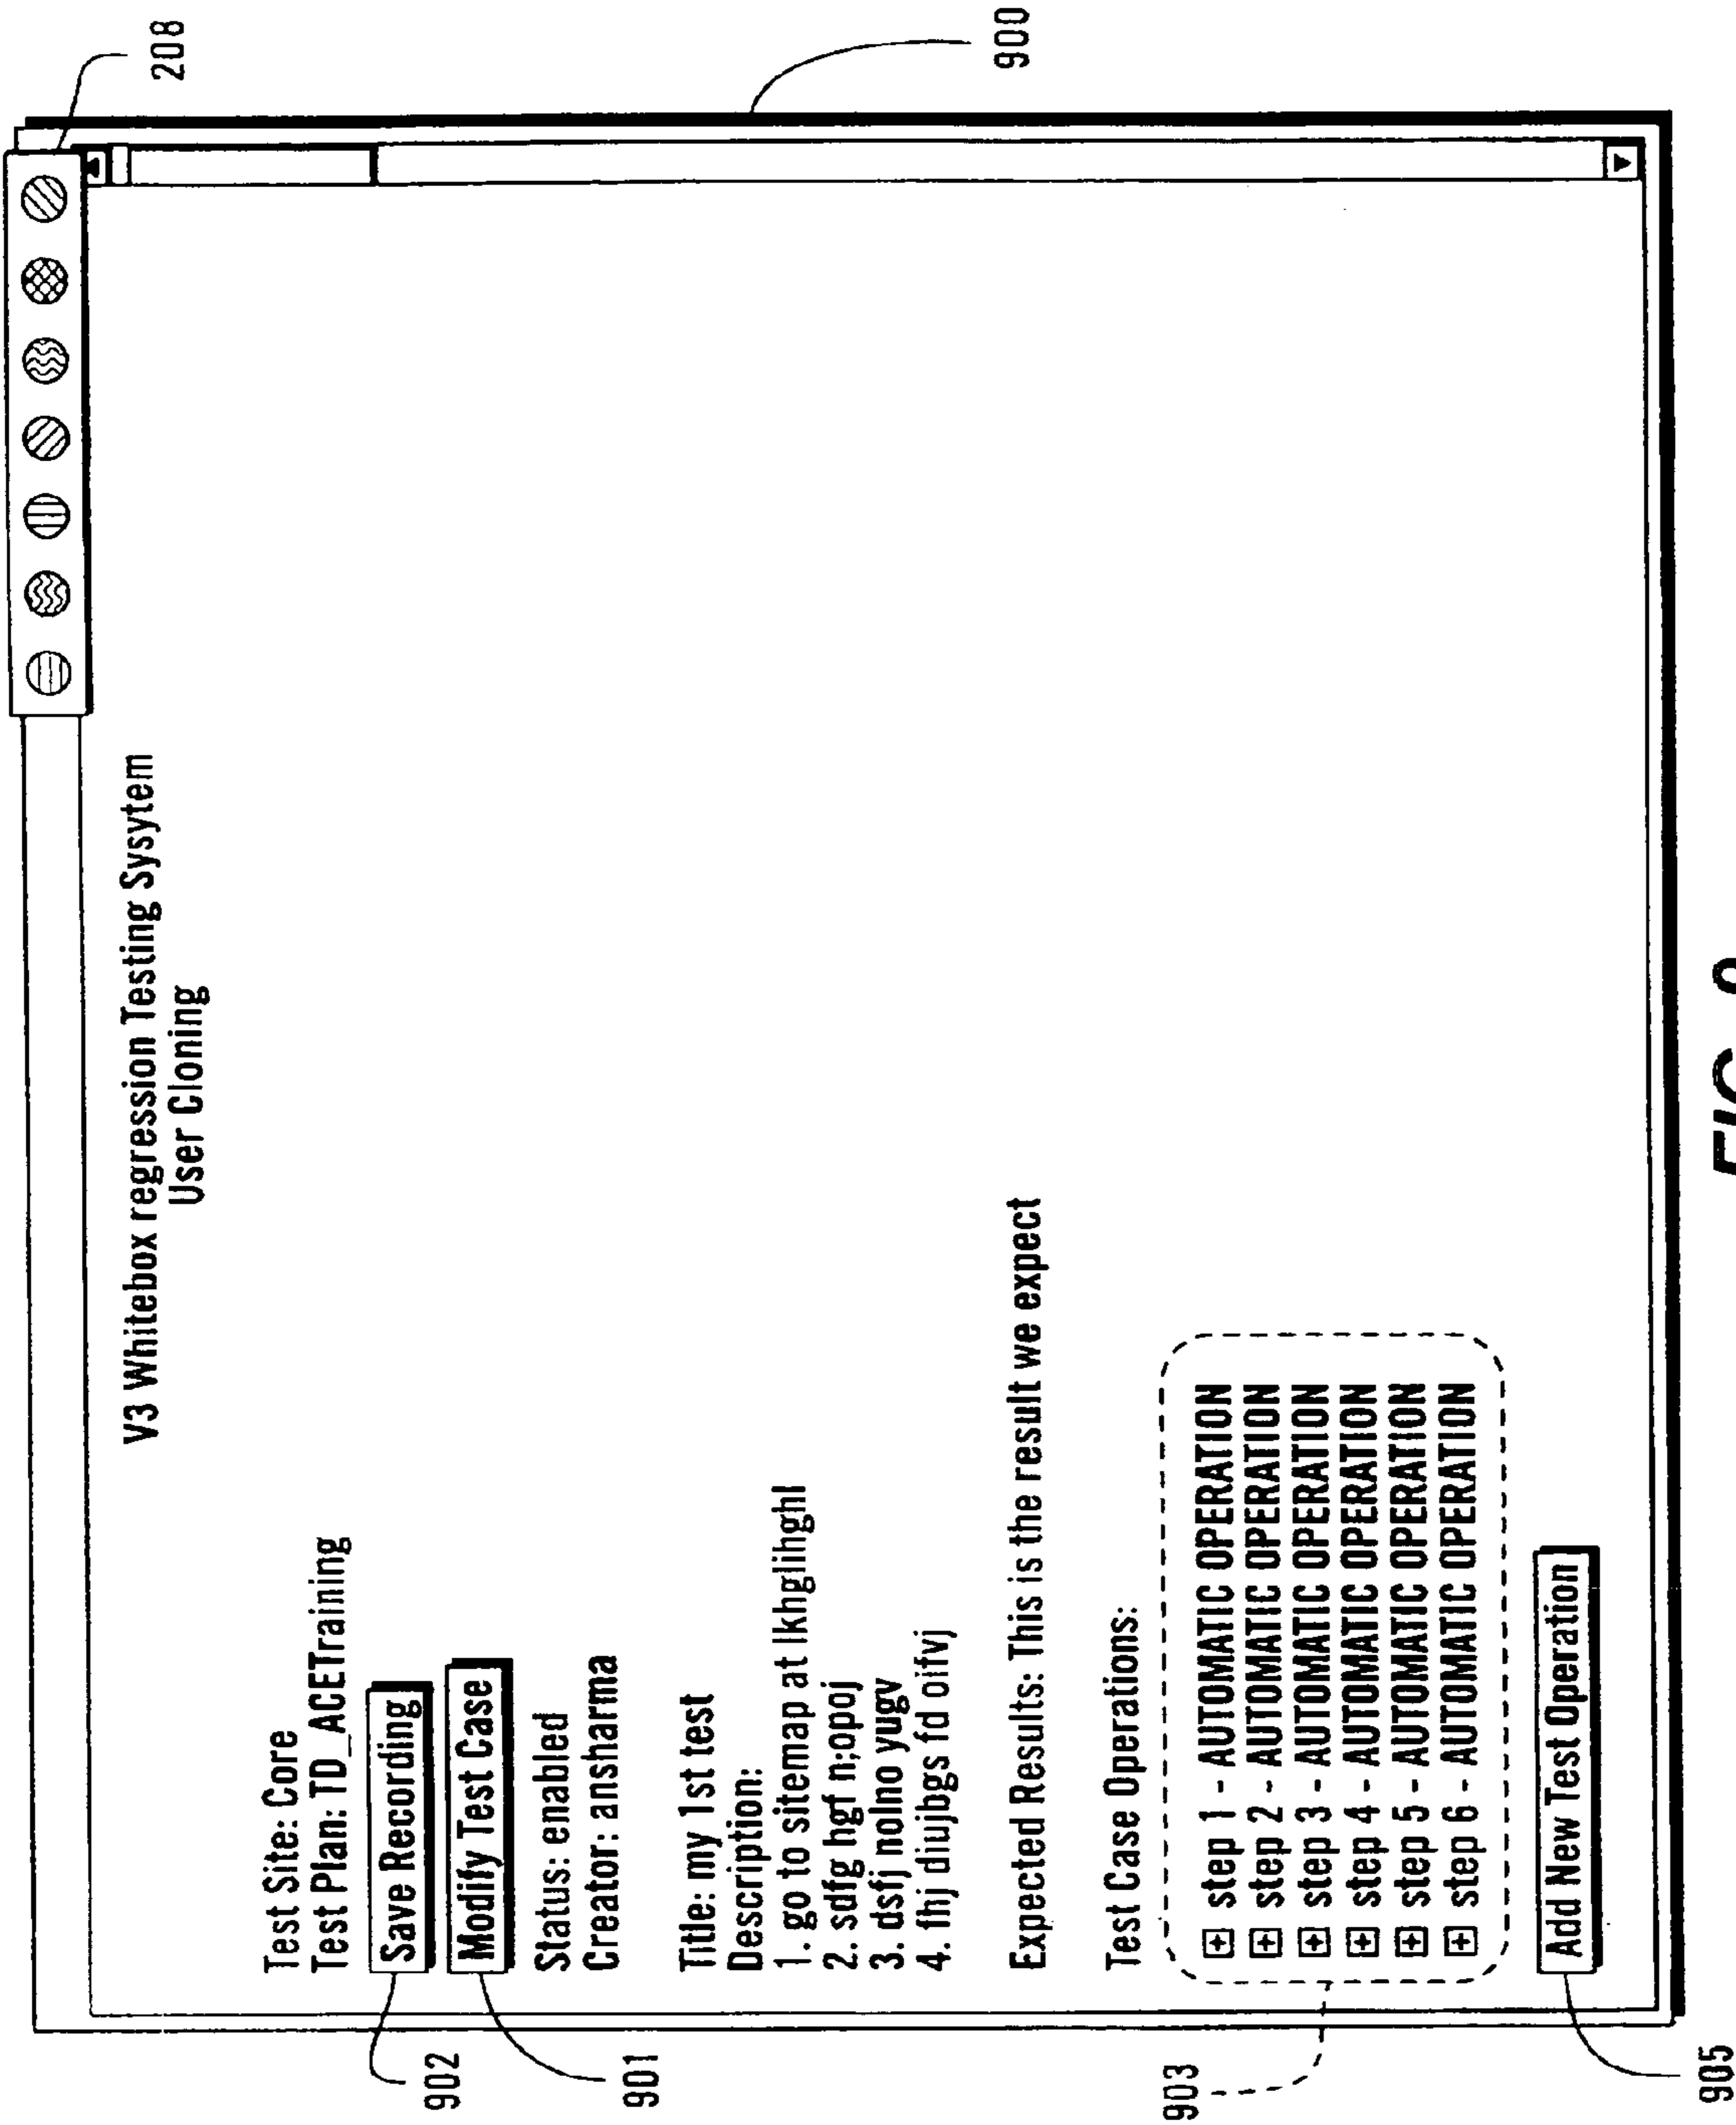 208
V3 Whitebox regression Testing Sysytem
User Cloning
Test Site: Core
Test Plan: TD_ACETraining
902
Save Recording
901
Modify Test Case
Status: enabled
Creator: ansharma
Title: my 1st test
Description:
1. go to sitemap at lkhglihghl
2. sdfg hgf n;opoj
3. dsfj nolno yugv
4. fhj diujbgs fd oifvj
900
Expected Results: This is the result we expect
Test Case Operations:
903
step 1 - AUTOMATIC OPERATION
step 2 - AUTOMATIC OPERATION
step 3 - AUTOMATIC OPERATION
step 4 - AUTOMATIC OPERATION
step 5 - AUTOMATIC OPERATION
step 6 - AUTOMATIC OPERATION
905
Add New Test Operation